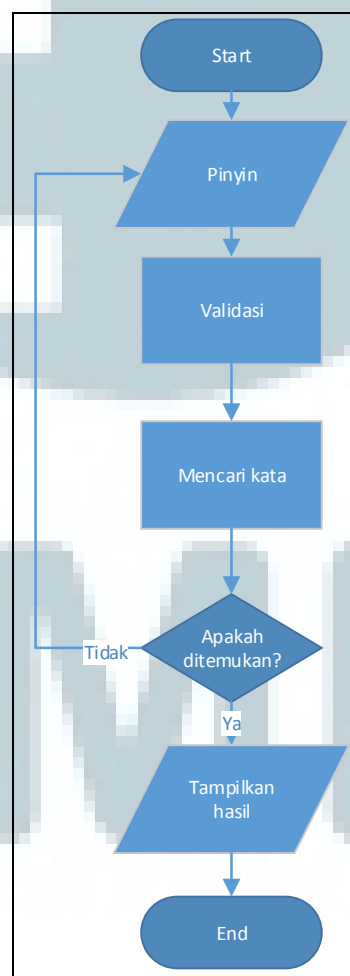 Start
Pinyin
Validasi
Mencari kata
Apakah
ditemukan?
Tidak
Ya
Tampilkan
hasil
End